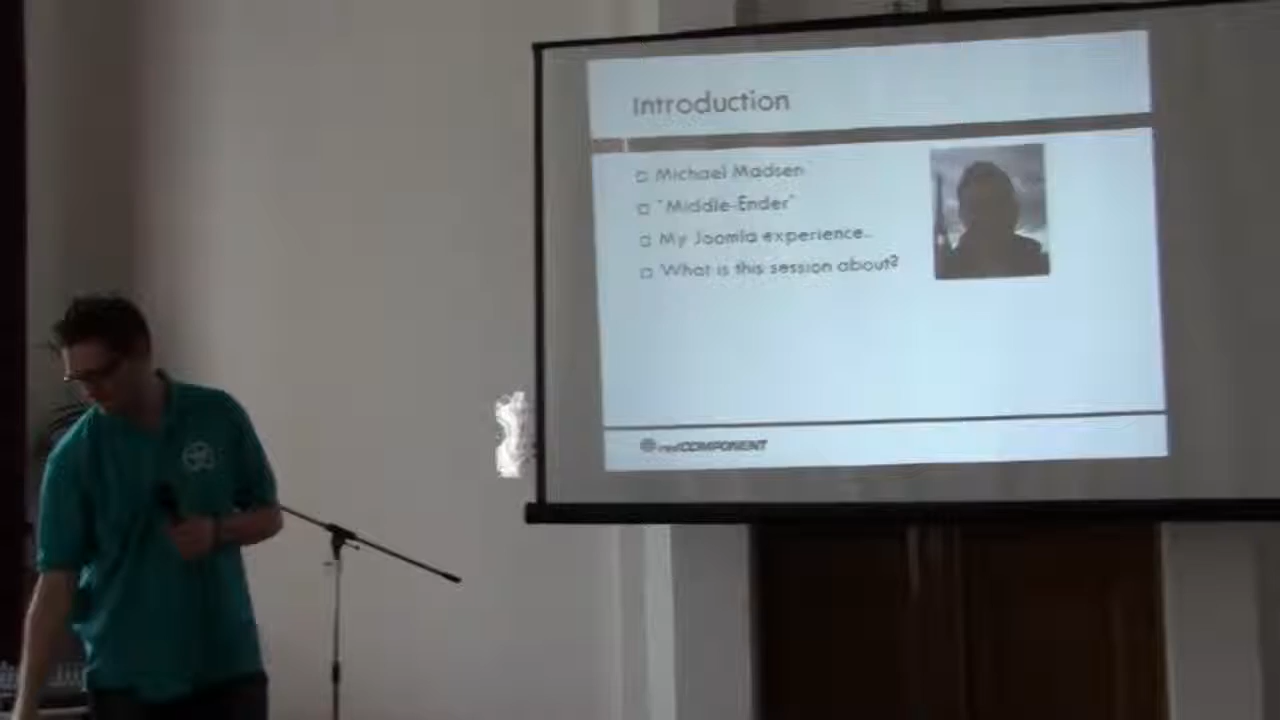 Introduction
Michael Madsen
"Middle-Ender"
My Joomla experience..
What is this session about?
redCOMPONENT